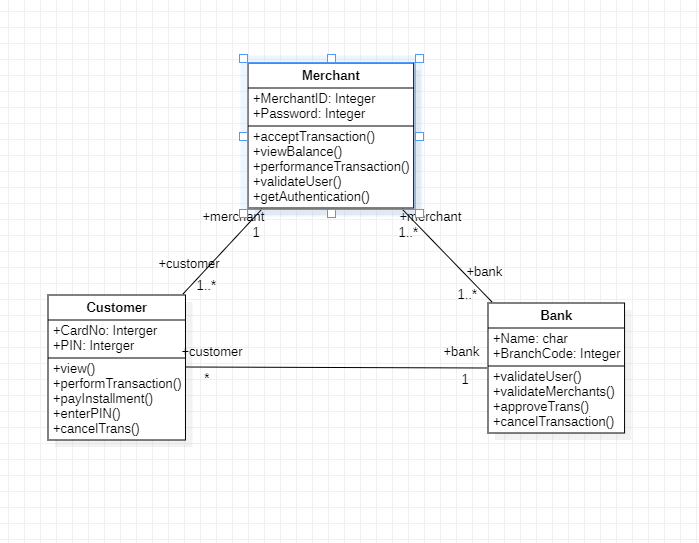 Merchant
+MerchantID: Integer
+Password: Integer
+acceptTransaction()
+viewBalance()
+performanceTransaction()
+validateUser()
+getAuthentication()
+merchant
+merchant
1
1..*
+customer
+bank
1..*
1..*
Customer
+CardNo: Interger
+PIN: Interger
+view()
+performTransaction()
+payInstallment()
+enterPIN()
+cancelTrans()
+customer
+bank
*
1
Bank
+Name: char
+BranchCode: Integer
+validateUser()
+validateMerchants()
+approveTrans()
+cancelTransaction()